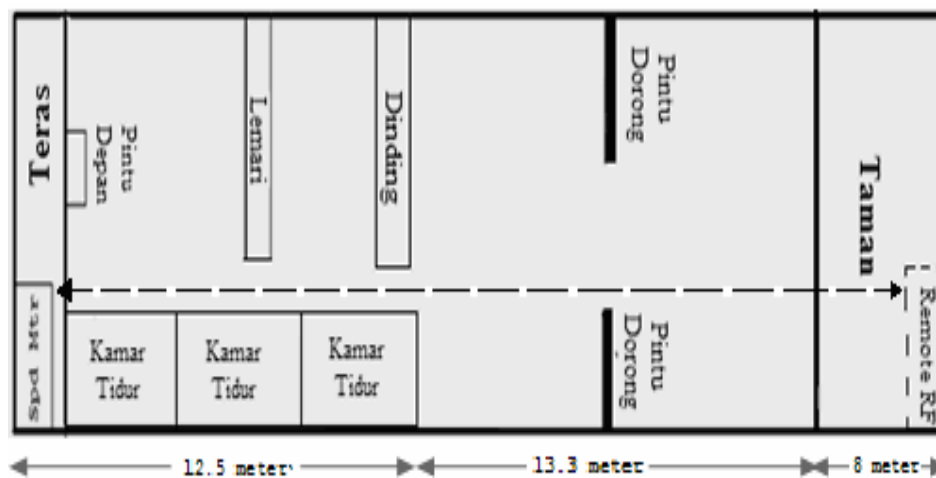 Teras
Pintu
Depan
Lemari
Dinding
Pintu
Dorong
Taman
Remote RF
Spd Mtr
Kamar
Tidur
Kamar
Tidur
Kamar
Tidur
Pintu
Dorong
12.5 meter
13.3 meter
8 meter